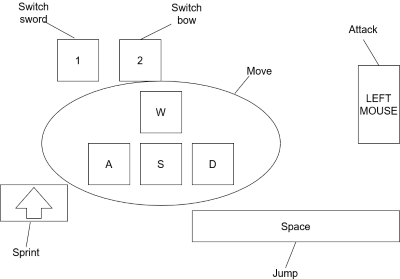 Switch
sword
Switch
bow
Attack
1
2
Move
LEFT
MOUSE
W
A
S
D
Space
Sprint
Jump